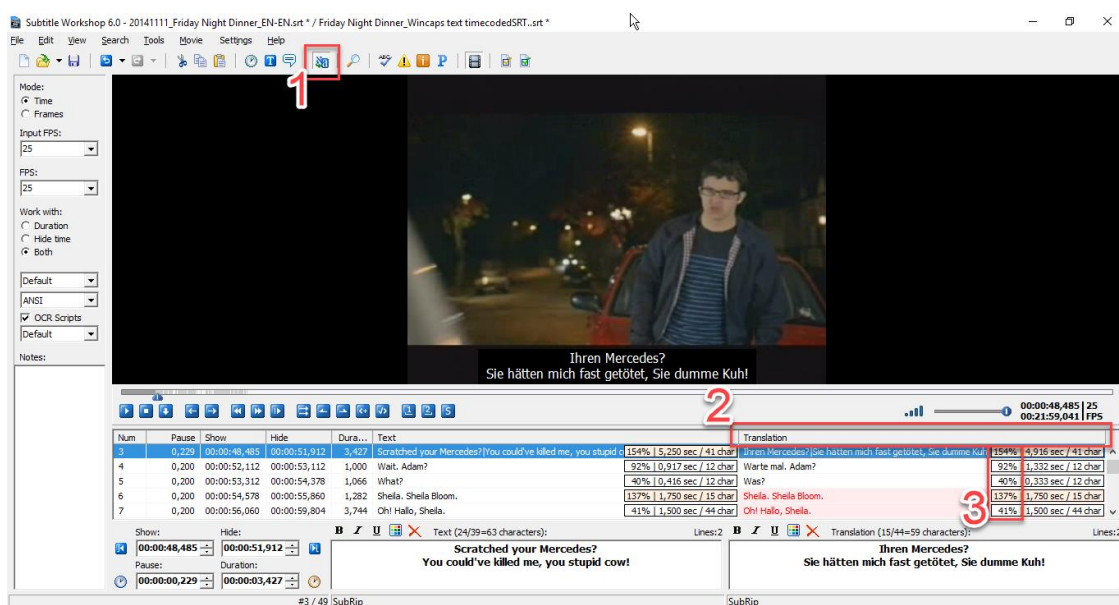 Subtitle Workshop 6.0 - 20141111_Friday Night Dinner_EN-EN.srt * / Friday Night Dinner_Wincaps text timecodedSRT..srt *
File Edit View Search Tools Movie Settings Help
1
Mode:
Time
Frames
Input FPS:
25
FPS:
25
Work with:
Duration
Hide time
Both
Default
ANSI
OCR Scripts
Default
Notes:
Ihren Mercedes?
Sie hätten mich fast getötet, Sie dumme Kuh!
2
00:00:48,485 25
00:21:59,041 FPS
Num Pause Show Hide Dura... Text Translation
3 0,229 00:00:48,485 00:00:51,912 3,427 Scratched your Mercedes?|You could've killed me, you stupid c 154% | 5,250 sec / 41 char Ihren Mercedes?|Sie hätten mich fast getötet, Sie dumme Kuh 154% 4,916 sec / 41 char
4 0,200 00:00:52,112 00:00:53,112 1,000 Wait. Adam? 92% | 0,917 sec / 12 char Warte mal. Adam? 92% 1,332 sec / 12 char
5 0,200 00:00:53,312 00:00:54,378 1,066 What? 40% | 0,416 sec / 12 char Was? 40% 0,333 sec / 12 char
6 0,200 00:00:54,578 00:00:55,860 1,282 Sheila. Sheila Bloom. 137% | 1,750 sec / 15 char Sheila. Sheila Bloom. 137% 1,750 sec / 15 char
7 0,200 00:00:56,060 00:00:59,804 3,744 Oh! Hallo, Sheila. 41% | 1,500 sec / 44 char Oh! Hallo, Sheila. 41% 1,500 sec / 44 char
3
Show: Hide: B I U Text (24/39=63 characters): Lines:2 B I U Translation (15/44=59 characters): Lines:2
00:00:48,485 00:00:51,912
Scratched your Mercedes?
You could've killed me, you stupid cow!
Ihren Mercedes?
Sie hätten mich fast getötet, Sie dumme Kuh!
Pause: Duration:
00:00:00,229 00:00:03,427
#3 / 49 SubRip SubRip